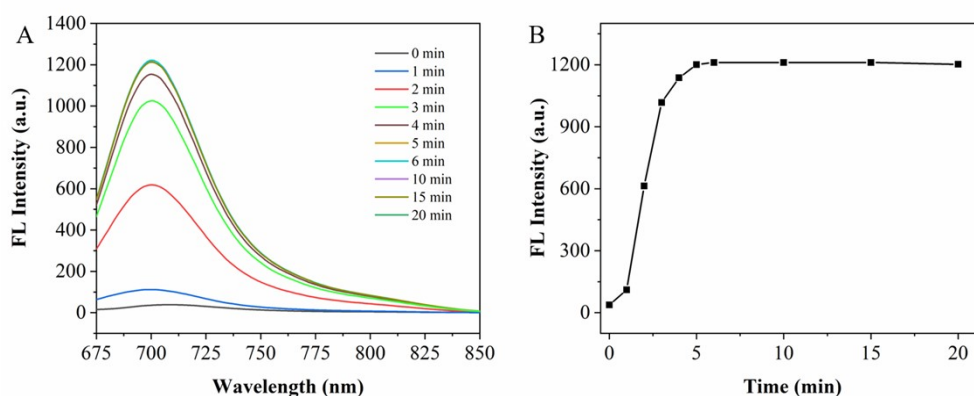 A
1400
1200
1000
800
600
400
200
0
FL Intensity (a.u.)
675 700 725 750 775 800 825 850
Wavelength (nm)
0 min
1 min
2 min
3 min
4 min
5 min
6 min
10 min
15 min
20 min
B
1200
900
600
300
0
FL Intensity (a.u.)
0 5 10 15 20
Time (min)